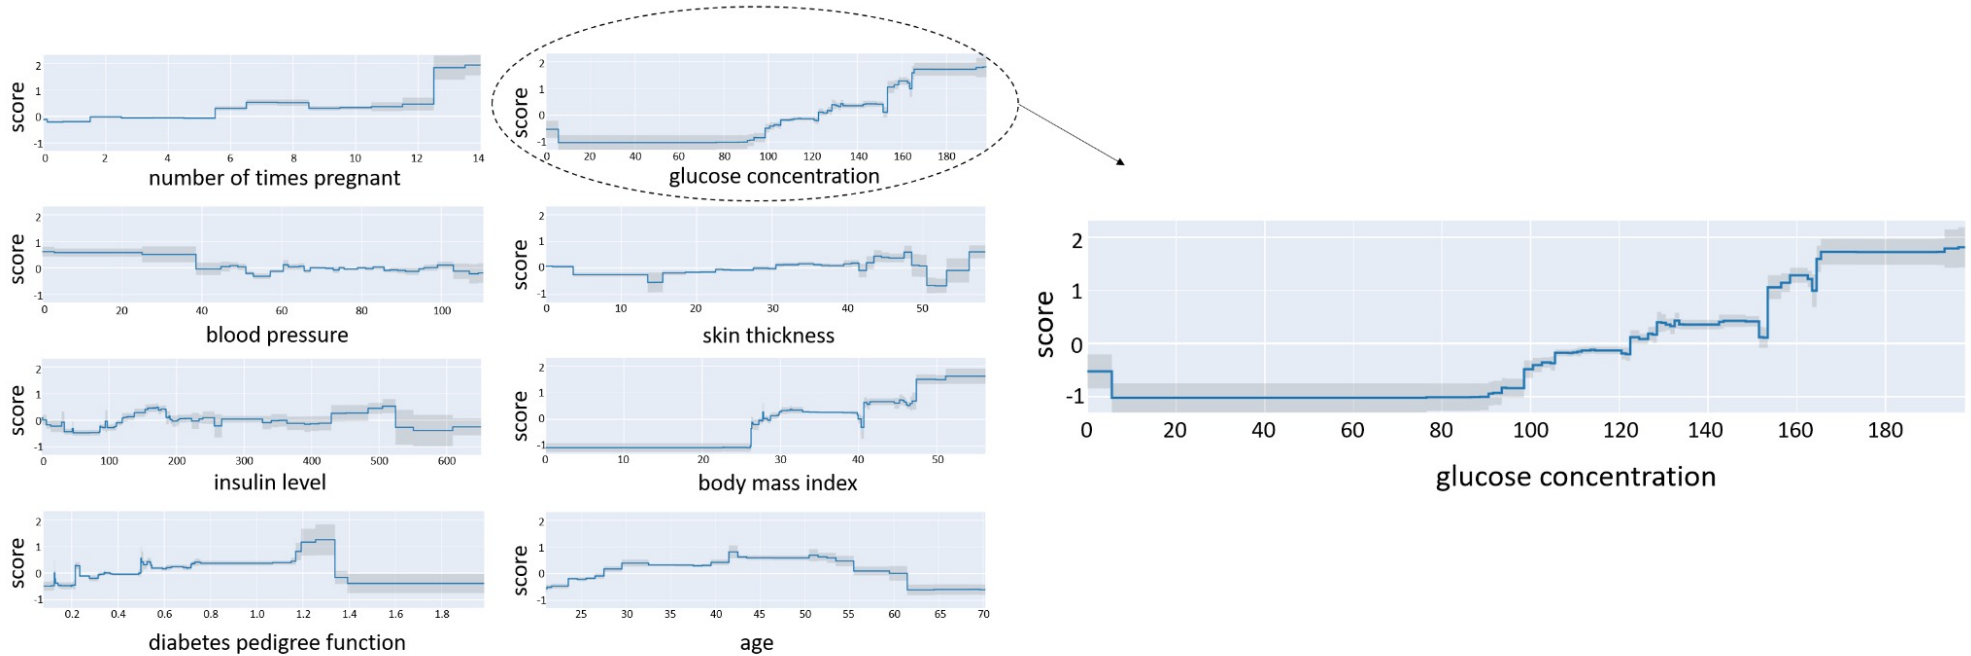 score
2
1
0
-1
0 2 4 6 8 10 12 14
number of times pregnant
score
2
1
0
-1
0 20 40 60 80 100 120 140 160 180
glucose concentration
score
2
1
0
-1
0 20 40 60 80 100
blood pressure
score
2
1
0
-1
0 10 20 30 40 50
skin thickness
score
2
1
0
-1
0 100 200 300 400 500 600
insulin level
score
2
1
0
-1
0 10 20 30 40 50
body mass index
score
2
1
0
-1
0.2 0.4 0.6 0.8 1.0 1.2 1.4 1.6 1.8
diabetes pedigree function
score
2
1
0
-1
25 30 35 40 45 50 55 60 65 70
age
score
2
1
0
-1
0 20 40 60 80 100 120 140 160 180
glucose concentration